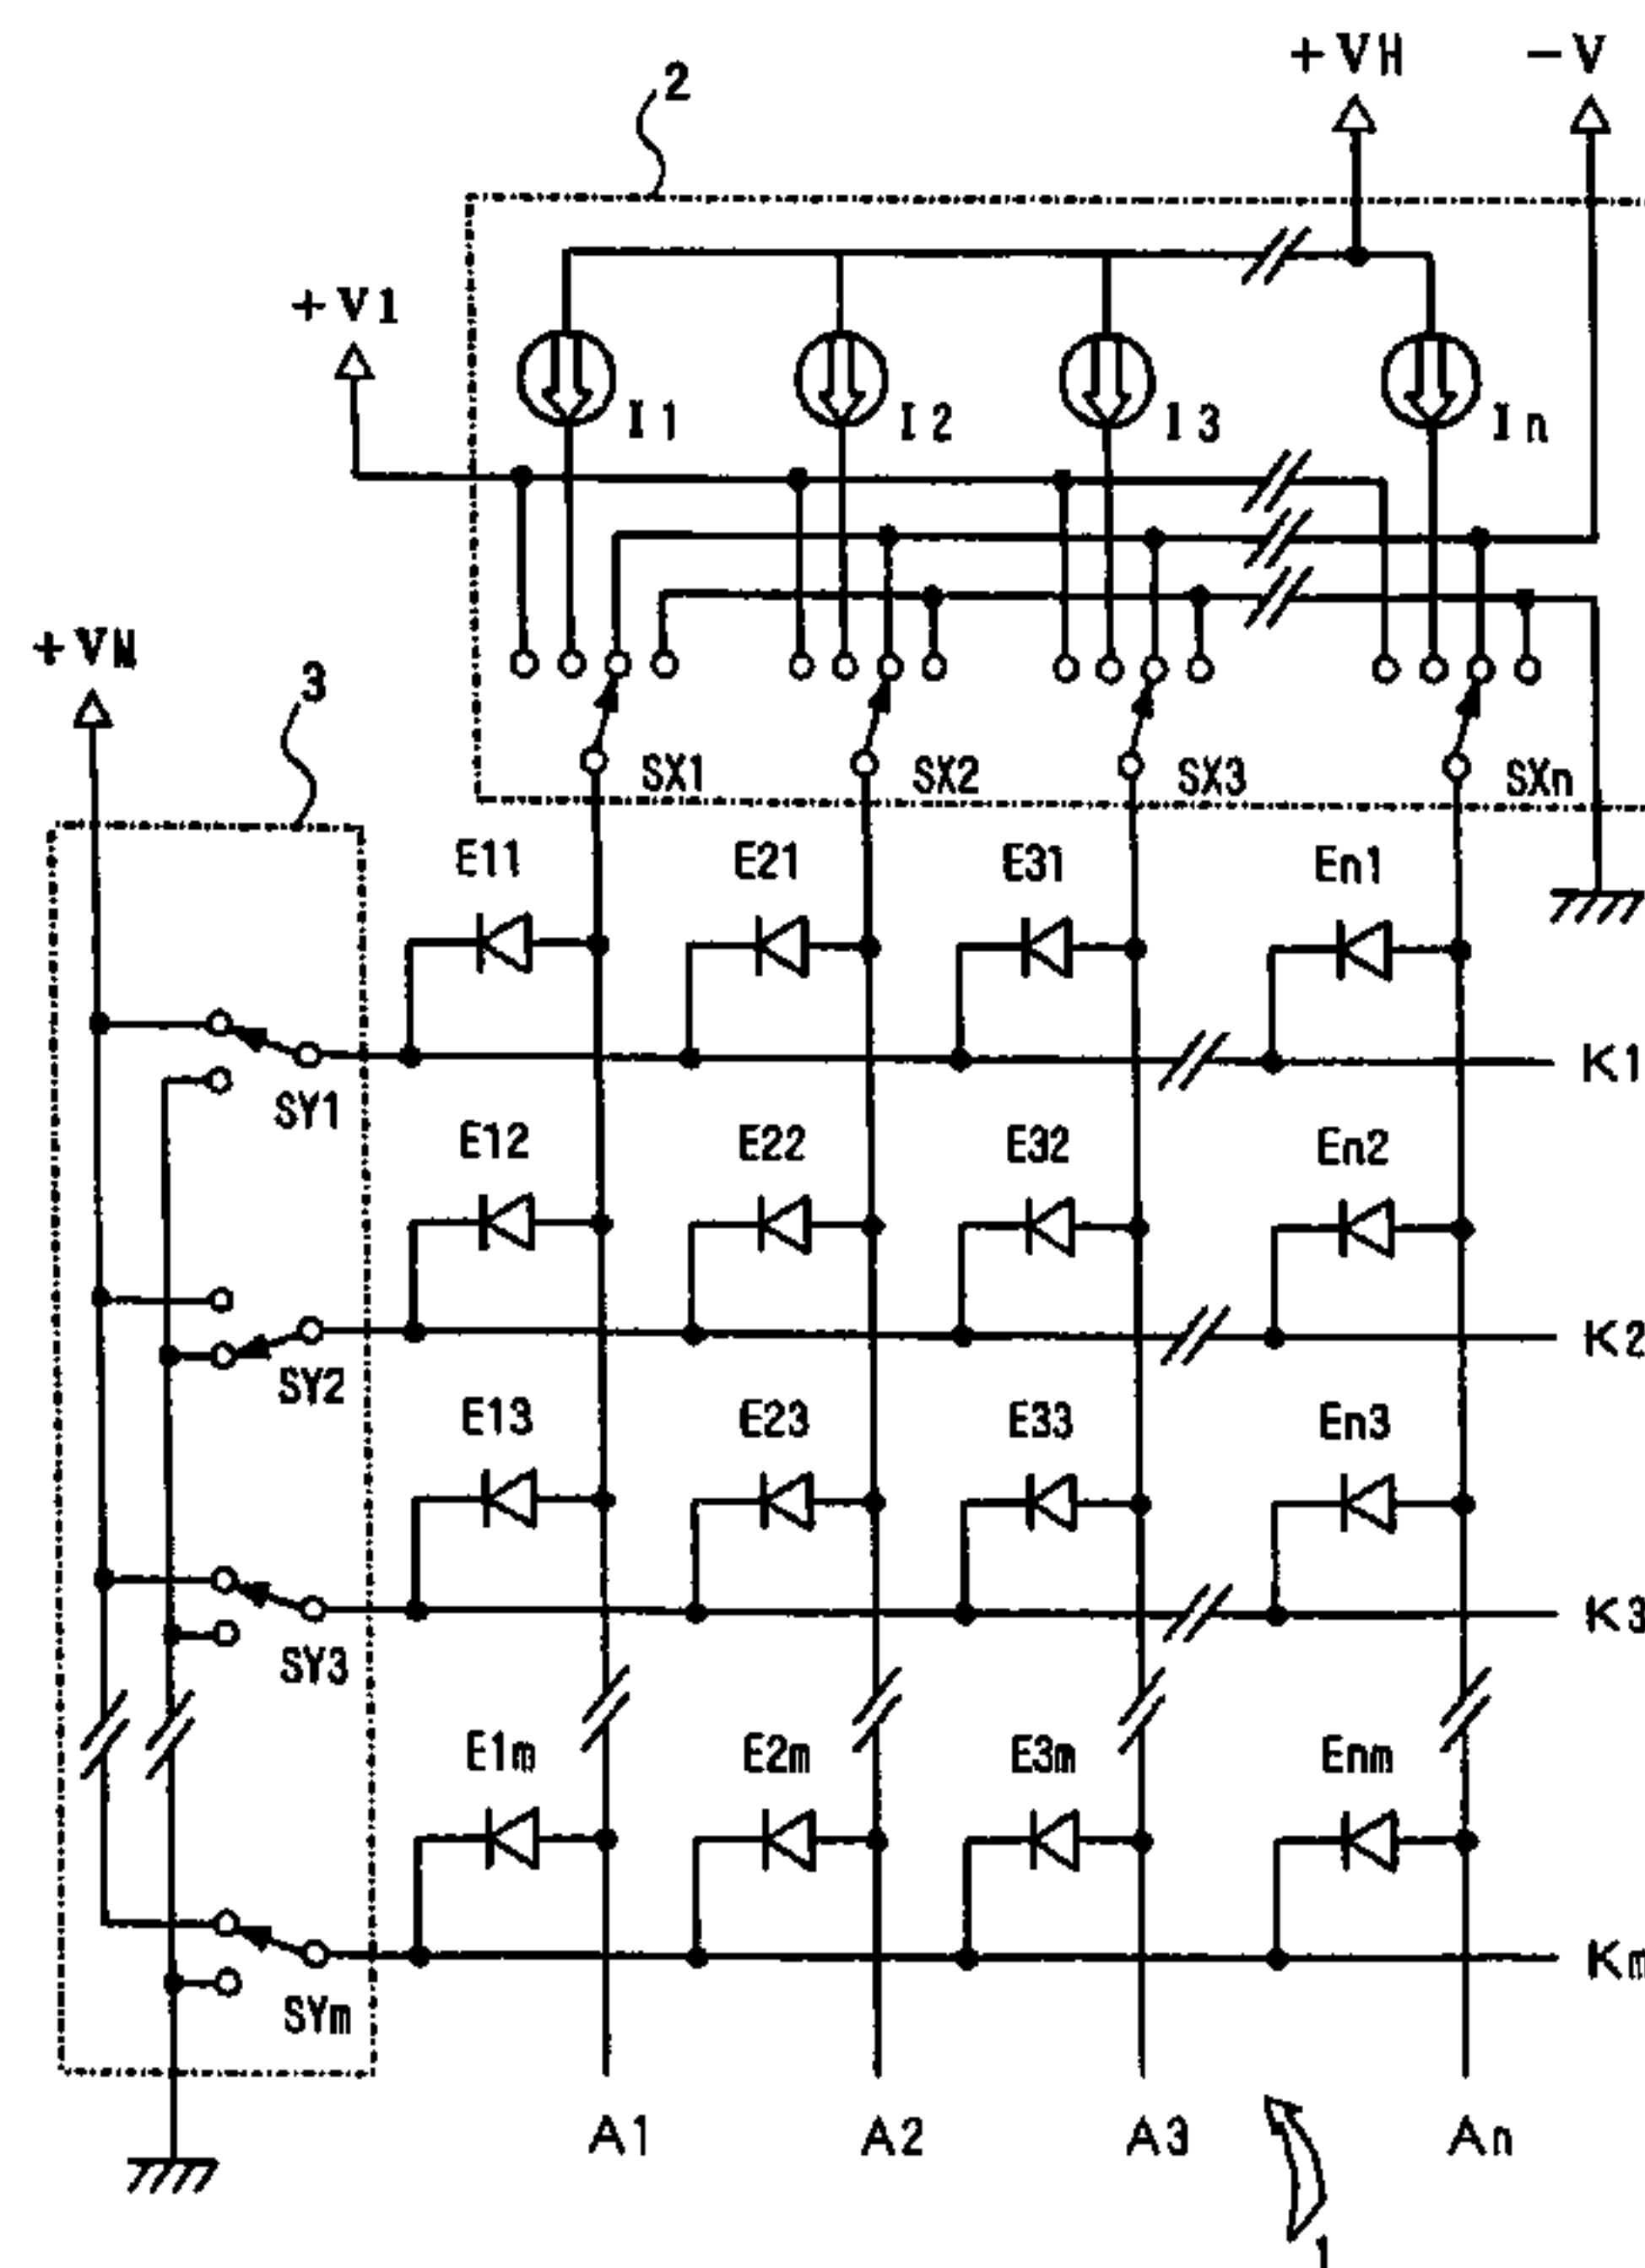 +VH -V
2
+V1
I1 I2 I3 In
+VM
3
SX1 SX2 SX3 SXn
E11 E21 E31 En1
K1
SY1
E12 E22 E32 En2
K2
SY2
E13 E23 E33 En3
K3
SY3
E1m E2m E3m Enm
Km
SYm
A1 A2 A3 An
1